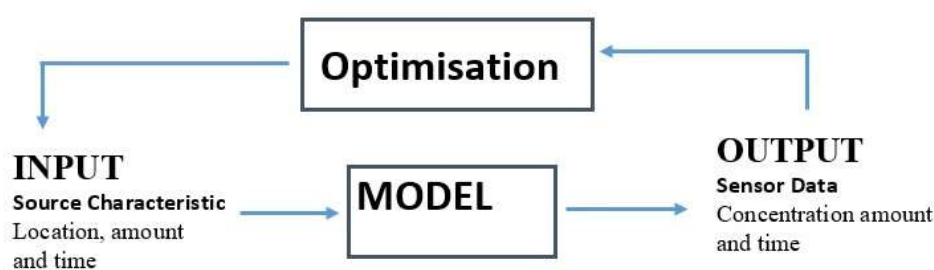 Optimisation
INPUT
Source Characteristic
Location, amount
and time
MODEL
OUTPUT
Sensor Data
Concentration amount
and time